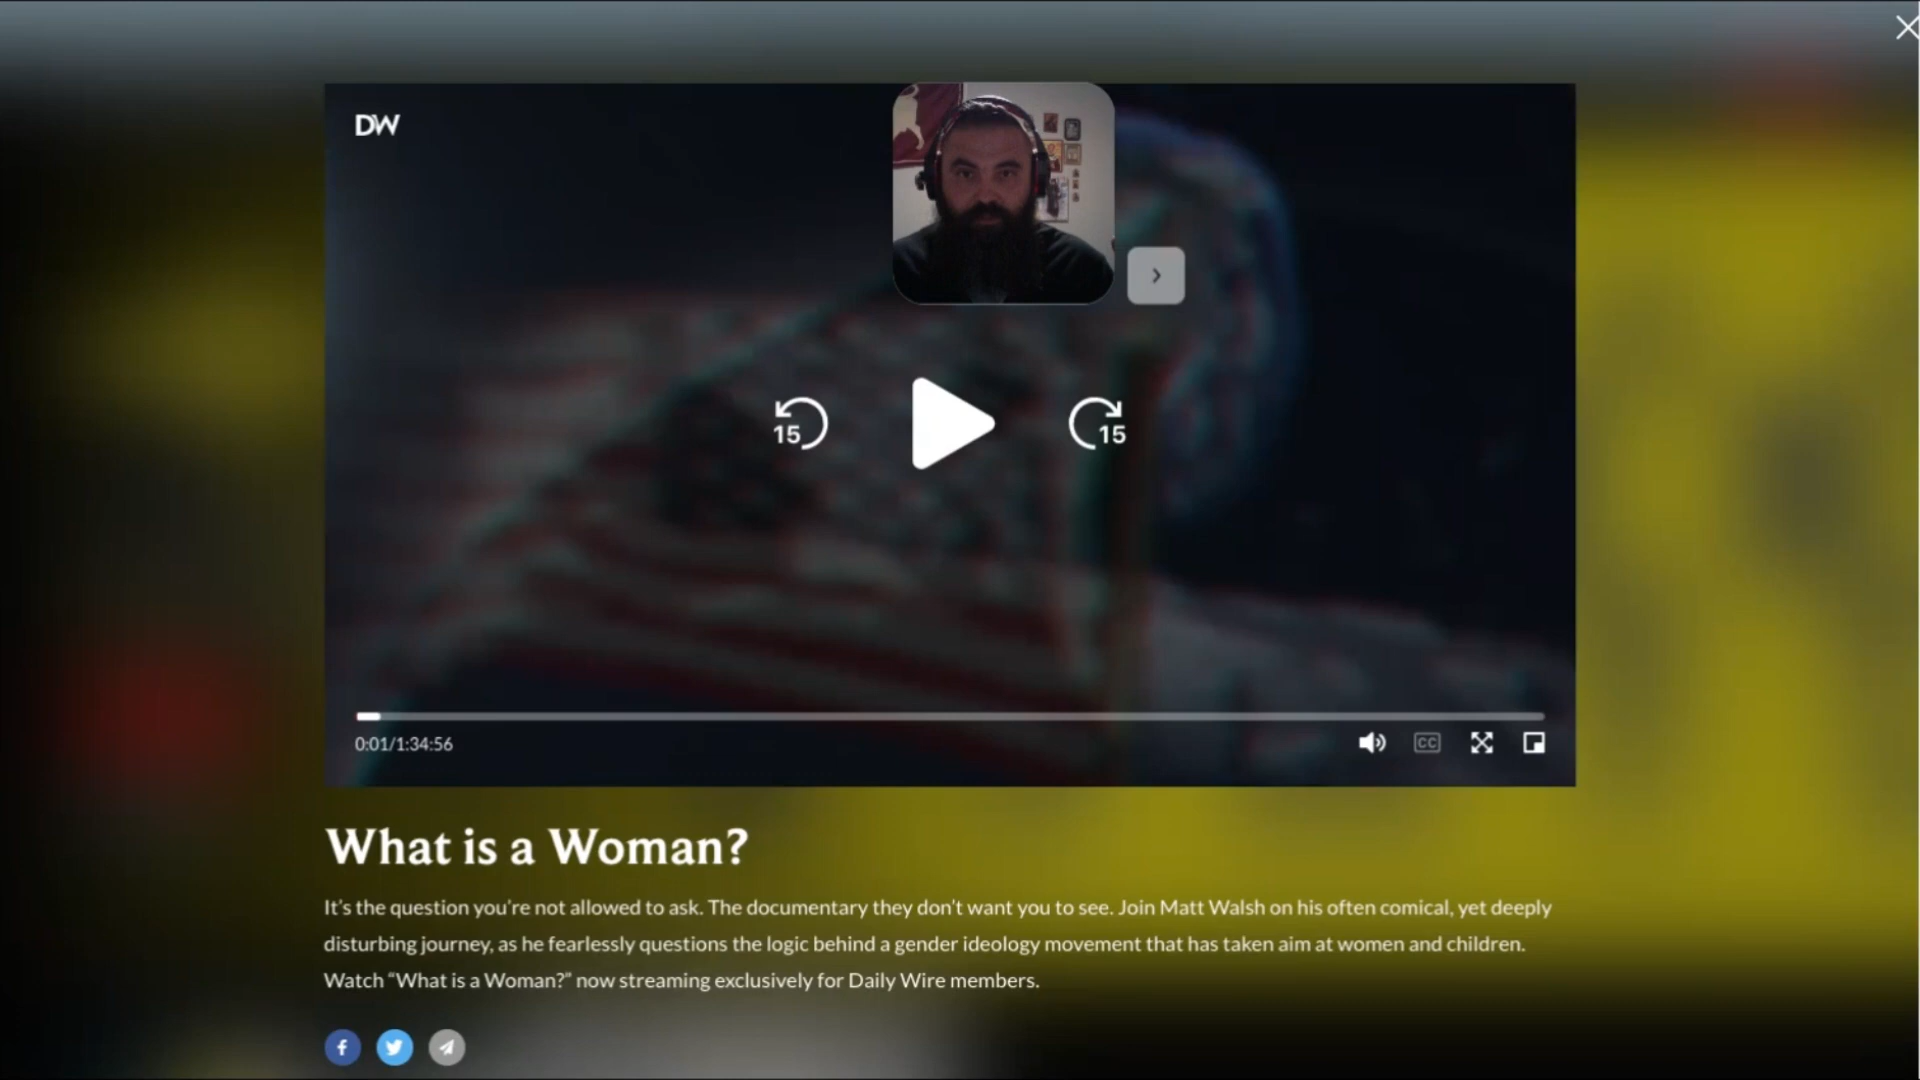 DW
15
15
0:01/1:34:56
CC
What is a Woman?
It's the question you're not allowed to ask. The documentary they don't want you to see. Join Matt Walsh on his often comical, yet deeply
disturbing journey, as he fearlessly questions the logic behind a gender ideology movement that has taken aim at women and children.
Watch “What is a Woman?” now streaming exclusively for Daily Wire members.